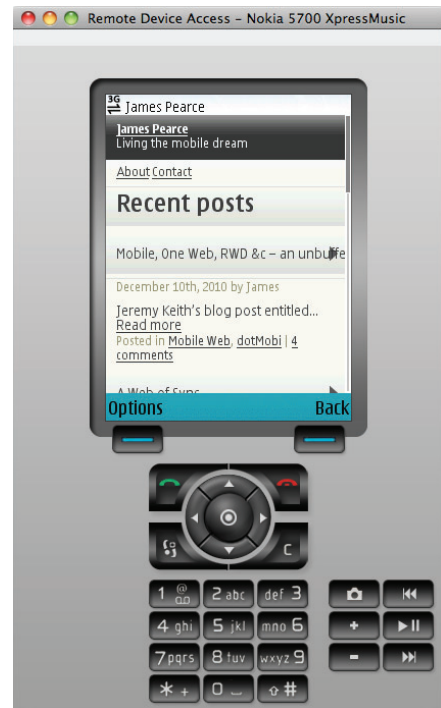 Remote Device Access – Nokia 5700 XpressMusic
3G
James Pearce
James Pearce
Living the mobile dream
About Contact
Recent posts
Mobile, One Web, RWD &c – an unbuffe
December 10th, 2010 by James
Jeremy Keith's blog post entitled...
Read more
Posted in Mobile Web, dotMobi | 4
comments
A Web of Sync
Options Back
C
1 @ 2 abc def 3
4 ghi 5 jkl mno 6 +
7pqrs 8 tuv wxyz 9 -
* + 0 #